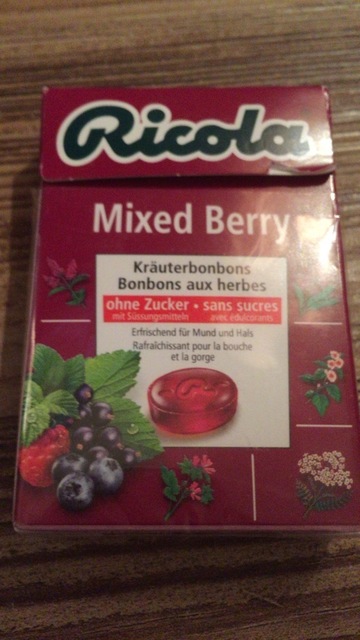 Ricola
Mixed Berry
Kräuterbonbons
Bonbons aux herbes
ohne Zucker • sans sucres
mit Süssungsmitteln avec édulcorants
Erfrischend für Mund und Hals
Rafraîchissant pour la bouche
et la gorge